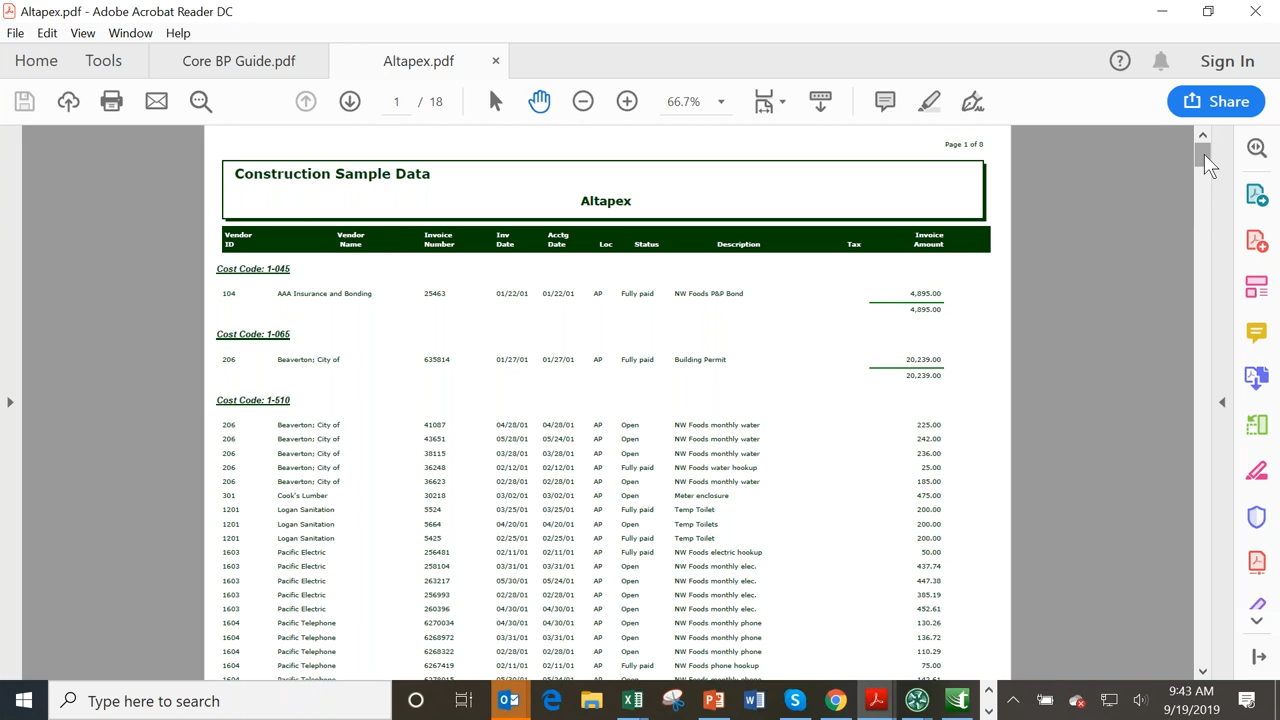 Altapex.pdf - Adobe Acrobat Reader DC
File Edit View Window Help
Home Tools Core BP Guide.pdf Altapex.pdf × Sign In
1 / 18 66.7% Share
Page 1 of 8
Construction Sample Data
Altapex
Vendor Vendor Invoice Inv Acctg Invoice
ID Name Number Date Date Loc Status Description Tax Amount
Cost Code: 1-045
104 AAA Insurance and Bonding 25463 01/22/01 01/22/01 AP Fully paid NW Foods P&P Bond 4,895.00
4,895.00
Cost Code: 1-065
206 Beaverton; City of 635814 01/27/01 01/27/01 AP Fully paid Building Permit 20,239.00
20,239.00
Cost Code: 1-510
206 Beaverton; City of 41087 04/28/01 04/28/01 AP Open NW Foods monthly water 225.00
206 Beaverton; City of 43651 05/28/01 05/24/01 AP Open NW Foods monthly water 242.00
206 Beaverton; City of 38115 03/28/01 03/28/01 AP Open NW Foods monthly water 236.00
206 Beaverton; City of 36248 02/12/01 02/12/01 AP Fully paid NW Foods water hookup 25.00
206 Beaverton; City of 36623 02/28/01 02/28/01 AP Open NW Foods monthly water 185.00
301 Cook's Lumber 30218 03/02/01 03/02/01 AP Open Meter enclosure 475.00
1201 Logan Sanitation 5524 03/25/01 03/25/01 AP Fully paid Temp Toilet 200.00
1201 Logan Sanitation 5664 04/20/01 04/20/01 AP Open Temp Toilets 200.00
1201 Logan Sanitation 5425 02/25/01 02/25/01 AP Fully paid Temp Toilet 200.00
1603 Pacific Electric 256481 02/11/01 02/11/01 AP Fully paid NW Foods electric hookup 50.00
1603 Pacific Electric 258104 03/31/01 03/31/01 AP Open NW Foods monthly elec. 437.74
1603 Pacific Electric 263217 05/30/01 05/24/01 AP Open NW Foods monthly elec. 447.38
1603 Pacific Electric 256993 02/28/01 02/28/01 AP Open NW Foods monthly elec. 385.19
1603 Pacific Electric 260396 04/30/01 04/30/01 AP Open NW Foods monthly elec. 452.61
1604 Pacific Telephone 6270034 04/30/01 04/30/01 AP Open NW Foods monthly phone 130.26
1604 Pacific Telephone 6268972 03/31/01 03/31/01 AP Open NW Foods monthly phone 136.72
1604 Pacific Telephone 6268322 02/28/01 02/28/01 AP Open NW Foods monthly phone 110.29
1604 Pacific Telephone 6267419 02/11/01 02/11/01 AP Fully paid NW Foods phone hookup 75.00
Type here to search
9:43 AM
9/19/2019